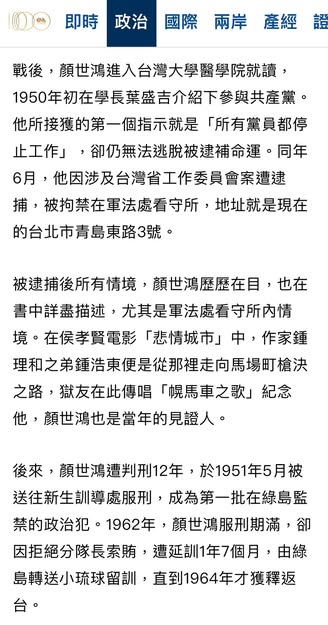 即時 政治 國際 兩岸 產經 證
戰後，顏世鴻進入台灣大學醫學院就讀，
1950年初在學長葉盛吉介紹下參與共產黨。
他所接獲的第一個指示就是「所有黨員都停
止工作」，卻仍無法逃脫被逮捕命運。同年
6月，他因涉及台灣省工作委員會案遭逮
捕，被拘禁在軍法處看守所，地址就是現在
的台北市青島東路3號。
被逮捕後所有情境，顏世鴻歷歷在目，也在
書中詳盡描述，尤其是軍法處看守所內情
境。在侯孝賢電影「悲情城市」中，作家鍾
理和之弟鍾浩東便是從那裡走向馬場町槍決
之路，獄友在此傳唱「幌馬車之歌」紀念
他，顏世鴻也是當年的見證人。
後來，顏世鴻遭判刑12年，於1951年5月被
送往新生訓導處服刑，成為第一批在綠島監
禁的政治犯。1962年，顏世鴻服刑期滿，卻
因拒絕分隊長索賄，遭延訓1年7個月，由綠
島轉送小琉球留訓，直到1964年才獲釋返
台。